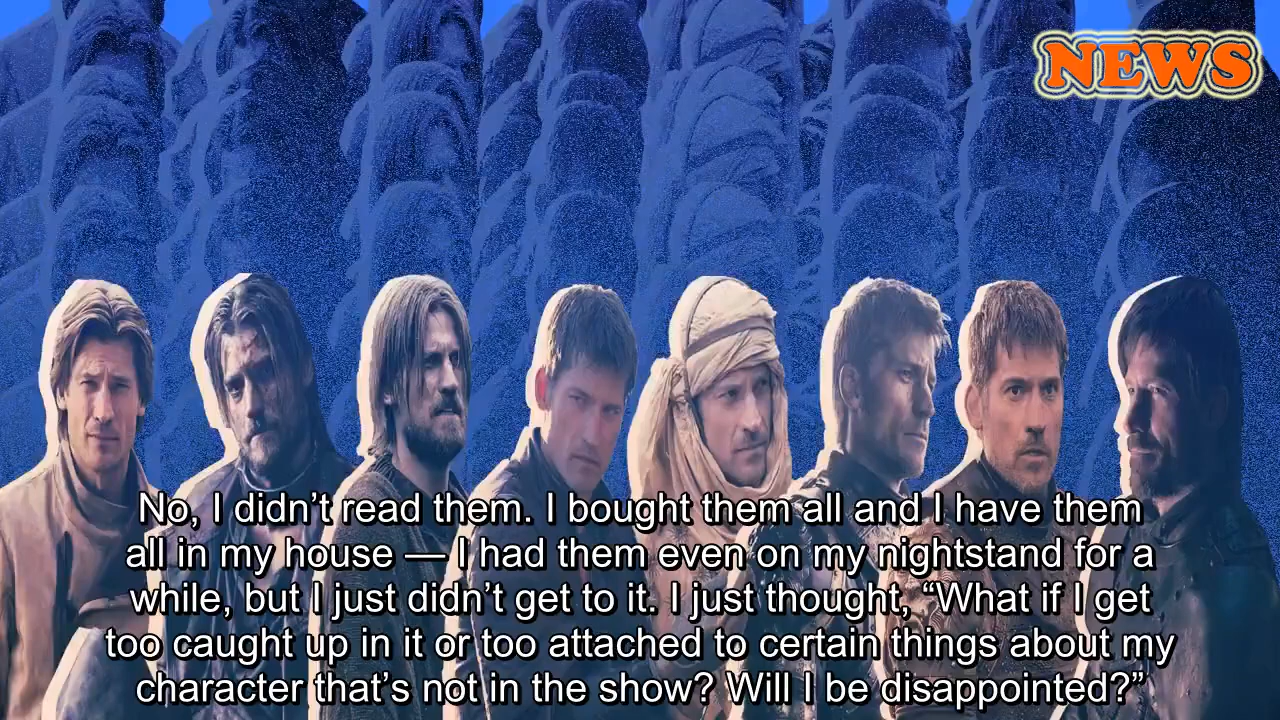 NEWS
No, I didn’t read them. I bought them all and I have them
all in my house — I had them even on my nightstand for a
while, but I just didn’t get to it. I just thought, “What if I get
too caught up in it or too attached to certain things about my
character that’s not in the show? Will I be disappointed?”